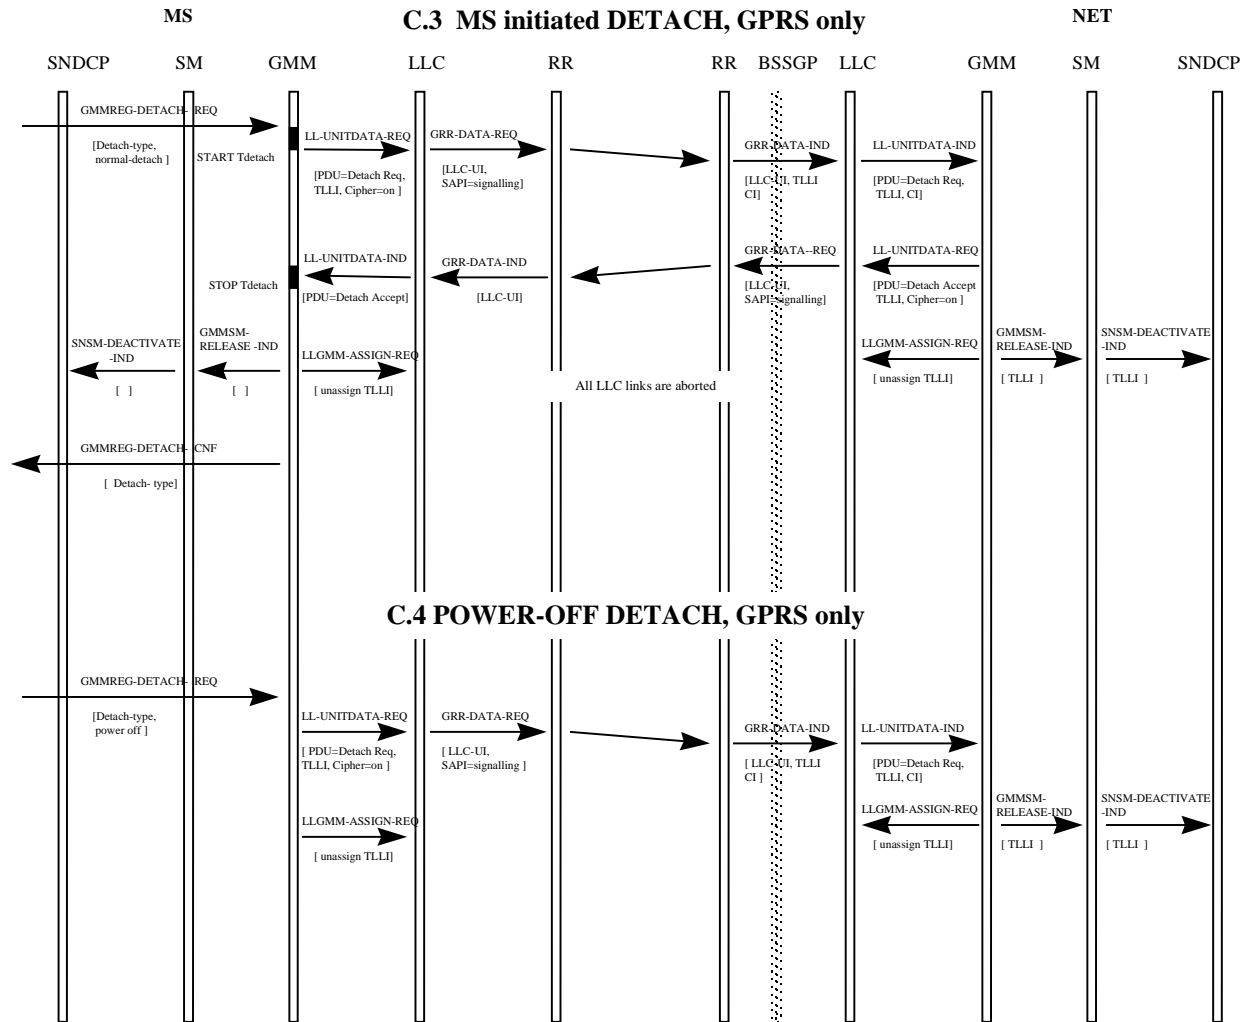 MS
C.3 MS initiated DETACH, GPRS only
NET
SNDCP SM GMM LLC RR RR BSSGP LLC GMM SM SNDCP
GMMREG-DETACH- REQ
[Detach-type,
normal-detach ]
START Tdetach
LL-UNITDATA-REQ
[PDU=Detach Req,
TLLI, Cipher=on ]
GRR-DATA-REQ
[LLC-UI,
SAPI=signalling]
GRR-DATA-IND
[LLC-UI, TLLI
CI]
LL-UNITDATA-IND
[PDU=Detach Req,
TLLI, CI]
LL-UNITDATA-IND
STOP Tdetach
[PDU=Detach Accept]
GRR-DATA-IND
[LLC-UI]
GRR-DATA--REQ
[LLC-UI,
SAPI=signalling]
LL-UNITDATA-REQ
[PDU=Detach Accept
TLLI, Cipher=on ]
SNSM-DEACTIVATE
-IND
[ ]
GMMSM-
RELEASE -IND
[ ]
LLGMM-ASSIGN-REQ
[ unassign TLLI]
All LLC links are aborted
LLGMM-ASSIGN-REQ
[ unassign TLLI]
GMMSM-
RELEASE-IND
[ TLLI ]
SNSM-DEACTIVATE
-IND
[ TLLI ]
GMMREG-DETACH- CNF
[ Detach- type]
C.4 POWER-OFF DETACH, GPRS only
GMMREG-DETACH- REQ
[Detach-type,
power off ]
LL-UNITDATA-REQ
[ PDU=Detach Req,
TLLI, Cipher=on ]
GRR-DATA-REQ
[ LLC-UI,
SAPI=signalling ]
GRR-DATA-IND
[ LLC-UI, TLLI
CI ]
LL-UNITDATA-IND
[PDU=Detach Req,
TLLI, CI]
LLGMM-ASSIGN-REQ
[ unassign TLLI]
LLGMM-ASSIGN-REQ
[ unassign TLLI]
GMMSM-
RELEASE-IND
[ TLLI ]
SNSM-DEACTIVATE
-IND
[ TLLI ]